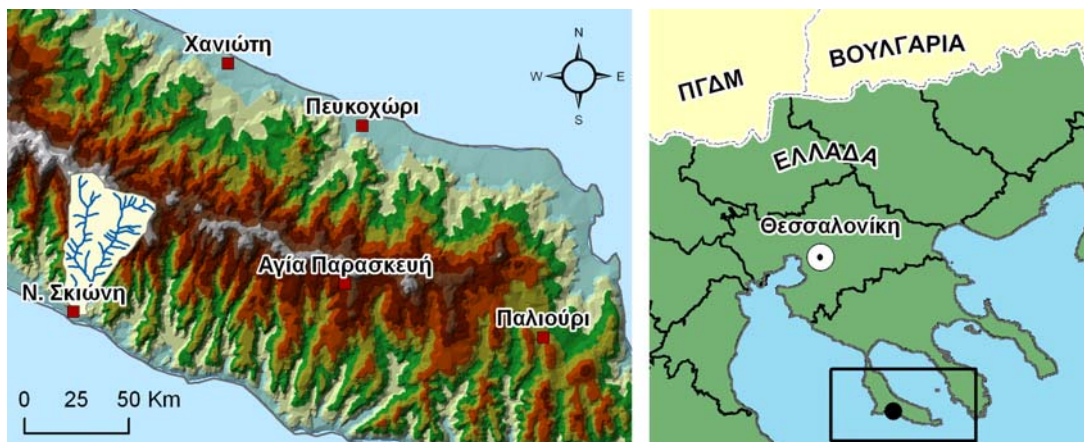 Χανιώτη
N
W E
S
Πευκοχώρι
Αγία Παρασκευή
Ν. Σκιώνη
Παλιούρι
0 25 50 Km
ΠΓΔΜ
ΒΟΥΛΓΑΡΙΑ
ΕΛΛΑΔΑ
Θεσσαλονίκη